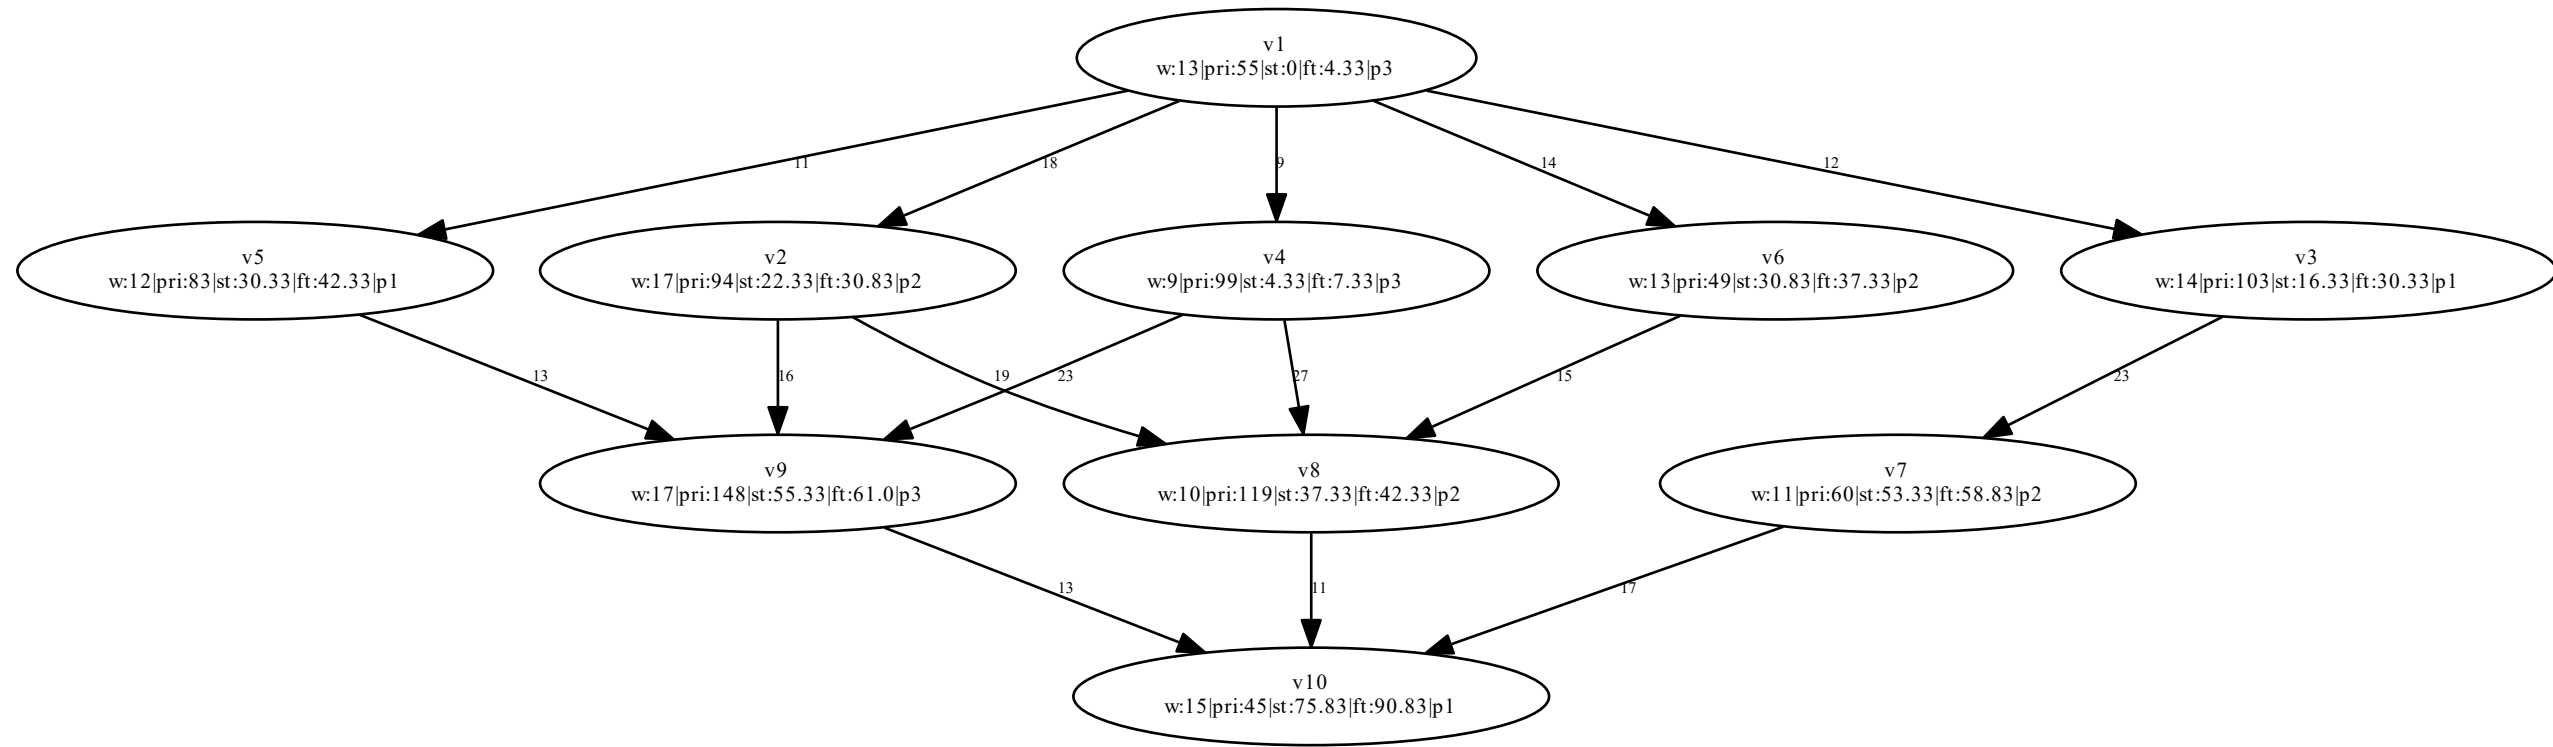 v1
w:13|pri:55|st:0|ft:4.33|p3
11
18
9
14
12
v5
w:12|pri:83|st:30.33|ft:42.33|p1
v2
w:17|pri:94|st:22.33|ft:30.83|p2
v4
w:9|pri:99|st:4.33|ft:7.33|p3
v6
w:13|pri:49|st:30.83|ft:37.33|p2
v3
w:14|pri:103|st:16.33|ft:30.33|p1
13
16
19
23
27
15
23
v9
w:17|pri:148|st:55.33|ft:61.0|p3
v8
w:10|pri:119|st:37.33|ft:42.33|p2
v7
w:11|pri:60|st:53.33|ft:58.83|p2
13
11
17
v10
w:15|pri:45|st:75.83|ft:90.83|p1